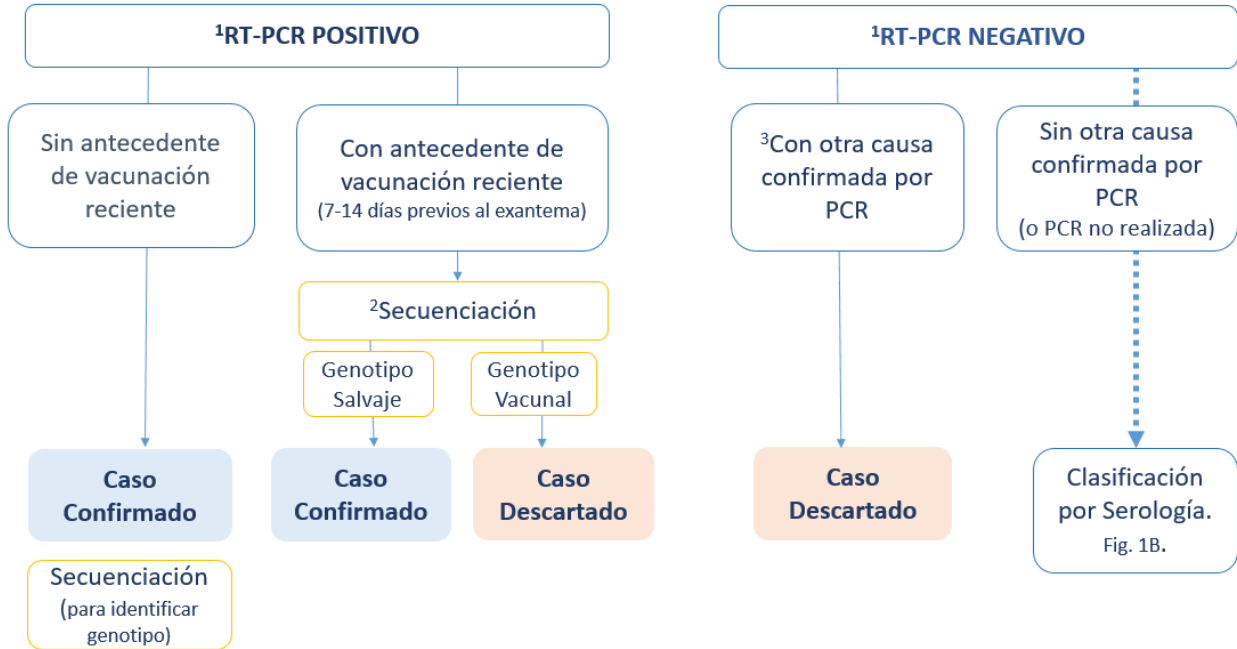 ¹RT-PCR POSITIVO
¹RT-PCR NEGATIVO
Sin antecedente
de vacunación
reciente
Con antecedente de
vacunación reciente
(7-14 días previos al exantema)
³Con otra causa
confirmada por
PCR
Sin otra causa
confirmada por
PCR
(o PCR no realizada)
²Secuenciación
Genotipo
Salvaje
Genotipo
Vacunal
Caso
Confirmado
Caso
Confirmado
Caso
Descartado
Caso
Descartado
Clasificación
por Serología.
Fig. 1B.
Secuenciación
(para identificar
genotipo)